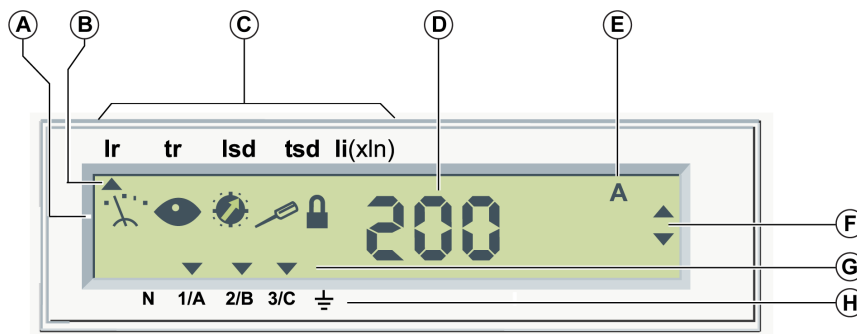 A B C D E
Ir tr Isd tsd Ii(xIn)
A
200
F
G
N 1/A 2/B 3/C
H